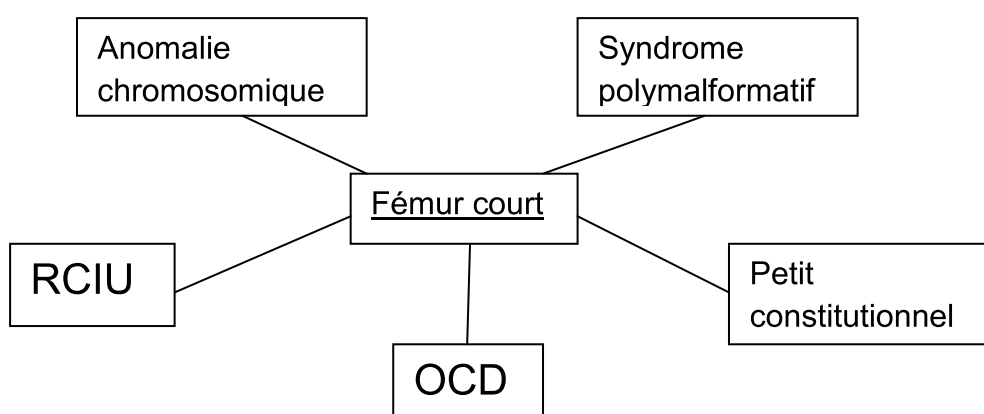 Anomalie
chromosomique
Syndrome
polymalformatif
Fémur court
RCIU
Petit
constitutionnel
OCD